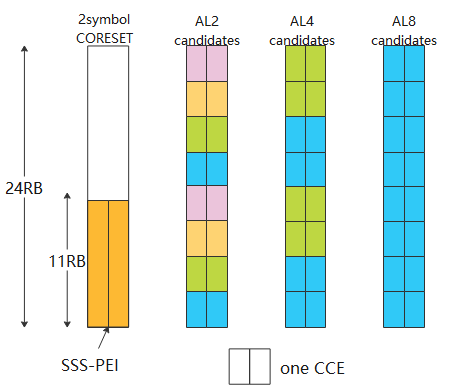 2symbol
CORESET
AL2
candidates
AL4
candidates
AL8
candidates
24RB
11RB
SSS-PEI
one CCE